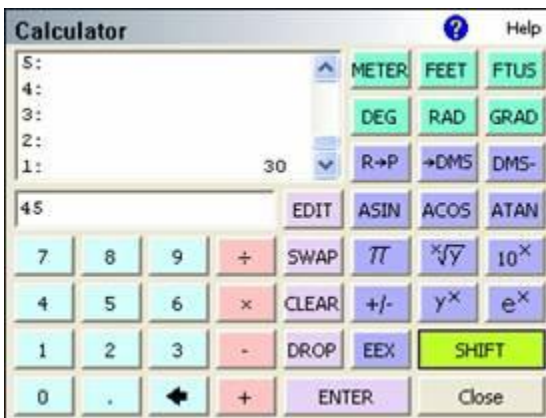 Calculator ? Help
5:
4:
3:
2:
1: 30
METER FEET FTUS
DEG RAD GRAD
R→P →DMS DMS-
45 EDIT ASIN ACOS ATAN
7 8 9 ÷ SWAP π ˣ√y 10ˣ
4 5 6 × CLEAR +/- yˣ eˣ
1 2 3 - DROP EEX SHIFT
0 . + ENTER Close